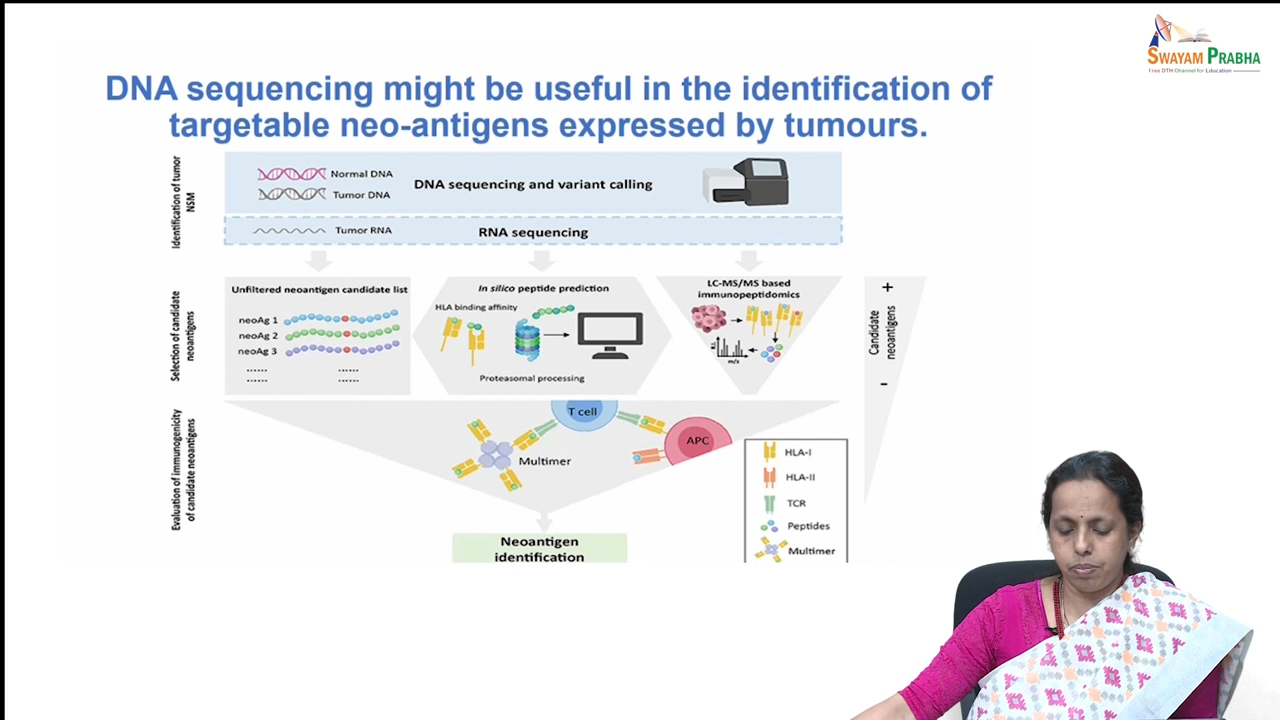 SWAYAM PRABHA
Free DTH Channel for Education
DNA sequencing might be useful in the identification of
targetable neo-antigens expressed by tumours.
Identification of tumor
NSM
Normal DNA
Tumor DNA
DNA sequencing and variant calling
Tumor RNA
RNA sequencing
Selection of candidate
neoantigens
Unfiltered neoantigen candidate list
neoAg 1
neoAg 2
neoAg 3
...... ......
...... ......
In silico peptide prediction
HLA binding affinity
Proteasomal processing
LC-MS/MS based
immunopeptidomics
m/z
+
Candidate
neoantigens
-
Evaluation of immunogenicity
of candidate neoantigens
T cell
APC
Multimer
HLA-I
HLA-II
TCR
Peptides
Multimer
Neoantigen
identification